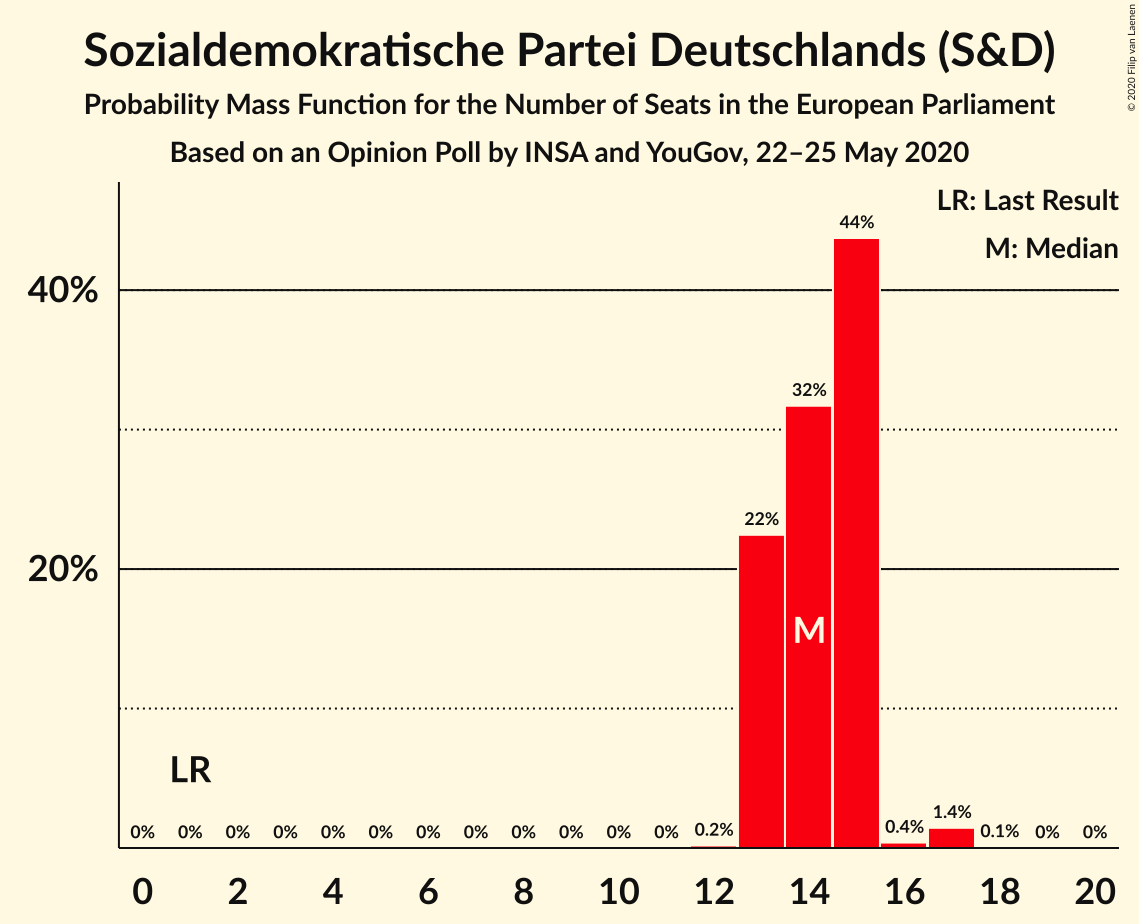 Sozialdemokratische Partei Deutschlands (S&D)
Probability Mass Function for the Number of Seats in the European Parliament
Based on an Opinion Poll by INSA and YouGov, 22–25 May 2020
© 2020 Filip van Laenen
LR: Last Result
M: Median
44%
40%
32%
22%
20%
M
LR
0% 0% 0% 0% 0% 0% 0% 0% 0% 0% 0% 0% 0.2% 0.4% 1.4% 0.1% 0% 0%
0 2 4 6 8 10 12 14 16 18 20